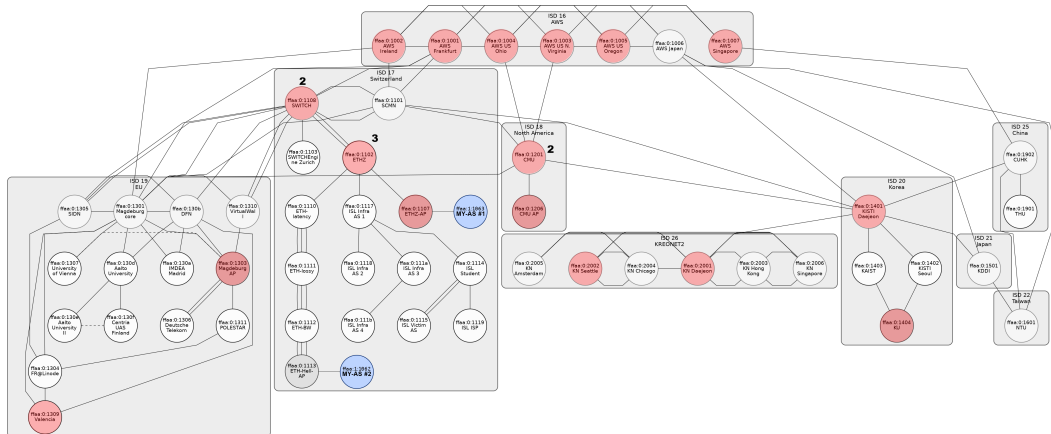 ISD 16
AWS
ffaa:0:1002
AWS
Ireland
ffaa:0:1001
AWS
Frankfurt
ffaa:0:1004
AWS US
Ohio
ffaa:0:1003
AWS US N.
Virginia
ffaa:0:1005
AWS US
Oregon
ffaa:0:1006
AWS Japan
ffaa:0:1007
AWS
Singapore
ISD 17
Switzerland
2
ffaa:0:1108
SWITCH
ffaa:0:1101
SCMN
ffaa:0:1103
SWITCHEngi
ne Zurich
3
ffaa:0:1102
ETHZ
ffaa:0:1110
ETH-
latency
ffaa:0:1117
ISL Infra
AS 1
ffaa:0:1107
ETHZ-AP
ffaa:1:1063
MY-AS #1
ffaa:0:1111
ETH-lossy
ffaa:0:1118
ISL Infra
AS 2
ffaa:0:111a
ISL Infra
AS 3
ffaa:0:1114
ISL
Student
ffaa:0:1112
ETH-BW
ffaa:0:111b
ISL Infra
AS 4
ffaa:0:1115
ISL Victim
AS
ffaa:0:1119
ISL ISP
ffaa:0:1113
ETH-Hell-
AP
ffaa:1:1062
MY-AS #2
ISD 18
North America
ffaa:0:1201
CMU
2
ffaa:0:1206
CMU AP
ISD 19
EU
ffaa:0:1305
SIDN
ffaa:0:1301
Magdeburg
core
ffaa:0:130b
DFN
ffaa:0:1310
VirtualWal
l
ffaa:0:1307
University
of Vienna
ffaa:0:130d
Aalto
University
ffaa:0:130a
IMDEA
Madrid
ffaa:0:1303
Magdeburg
AP
ffaa:0:130e
Aalto
University
II
ffaa:0:130f
Centria
UAS
Finland
ffaa:0:1306
Deutsche
Telekom
ffaa:0:1311
POLESTAR
ffaa:0:1304
FR@Linode
ffaa:0:1309
Valencia
ISD 26
KREONET2
ffaa:0:2005
KN
Amsterdam
ffaa:0:2002
KN Seattle
ffaa:0:2004
KN Chicago
ffaa:0:2001
KN Daejeon
ffaa:0:2003
KN Hong
Kong
ffaa:0:2006
KN
Singapore
ISD 20
Korea
ffaa:0:1401
KISTI
Daejeon
ffaa:0:1403
KAIST
ffaa:0:1402
KISTI
Seoul
ffaa:0:1404
KU
ISD 21
Japan
ffaa:0:1501
KDDI
ISD 25
China
ffaa:0:1902
CUHK
ffaa:0:1901
THU
ISD 22
Taiwan
ffaa:0:1601
NTU